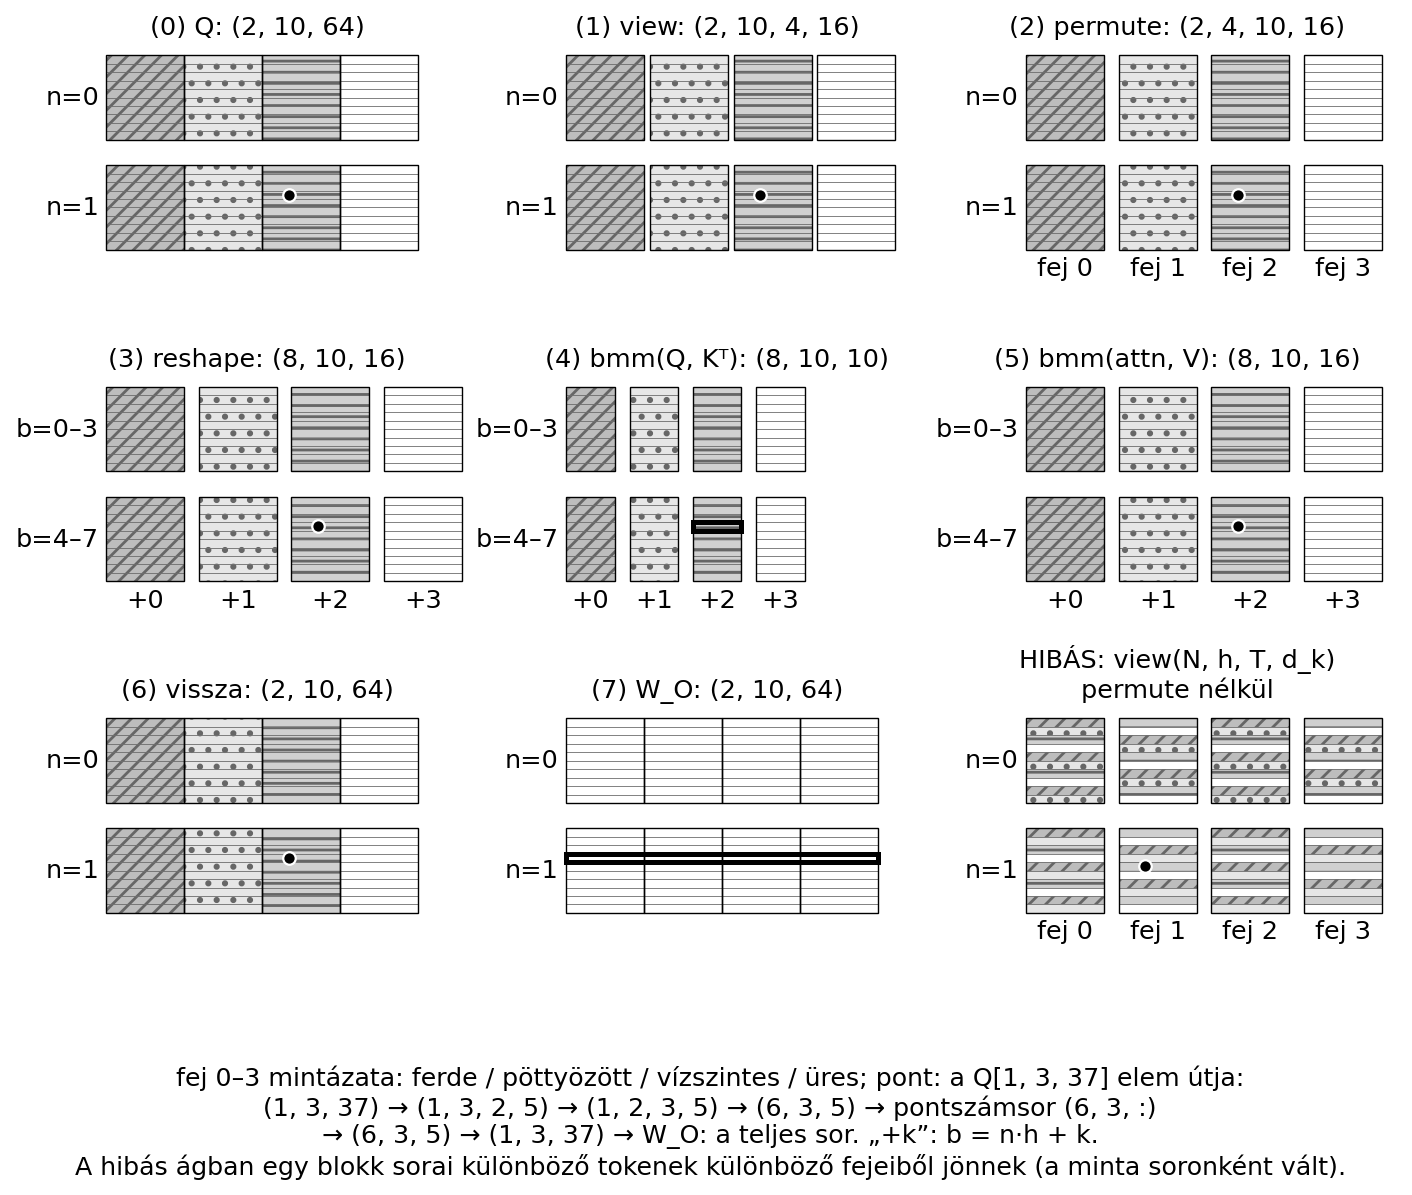 (0) Q: (2, 10, 64)
n=0
n=1
(1) view: (2, 10, 4, 16)
n=0
n=1
(2) permute: (2, 4, 10, 16)
n=0
n=1
fej 0 fej 1 fej 2 fej 3
(3) reshape: (8, 10, 16)
b=0–3
b=4–7
+0 +1 +2 +3
(4) bmm(Q, Kᵀ): (8, 10, 10)
b=0–3
b=4–7
+0 +1 +2 +3
(5) bmm(attn, V): (8, 10, 16)
b=0–3
b=4–7
+0 +1 +2 +3
(6) vissza: (2, 10, 64)
n=0
n=1
(7) W_O: (2, 10, 64)
n=0
n=1
HIBÁS: view(N, h, T, d_k)
permute nélkül
n=0
n=1
fej 0 fej 1 fej 2 fej 3
fej 0–3 mintázata: ferde / pöttyözött / vízszintes / üres; pont: a Q[1, 3, 37] elem útja:
(1, 3, 37) → (1, 3, 2, 5) → (1, 2, 3, 5) → (6, 3, 5) → pontszámsor (6, 3, :)
→ (6, 3, 5) → (1, 3, 37) → W_O: a teljes sor. „+k”: b = n·h + k.
A hibás ágban egy blokk sorai különböző tokenek különböző fejeiből jönnek (a minta soronként vált).